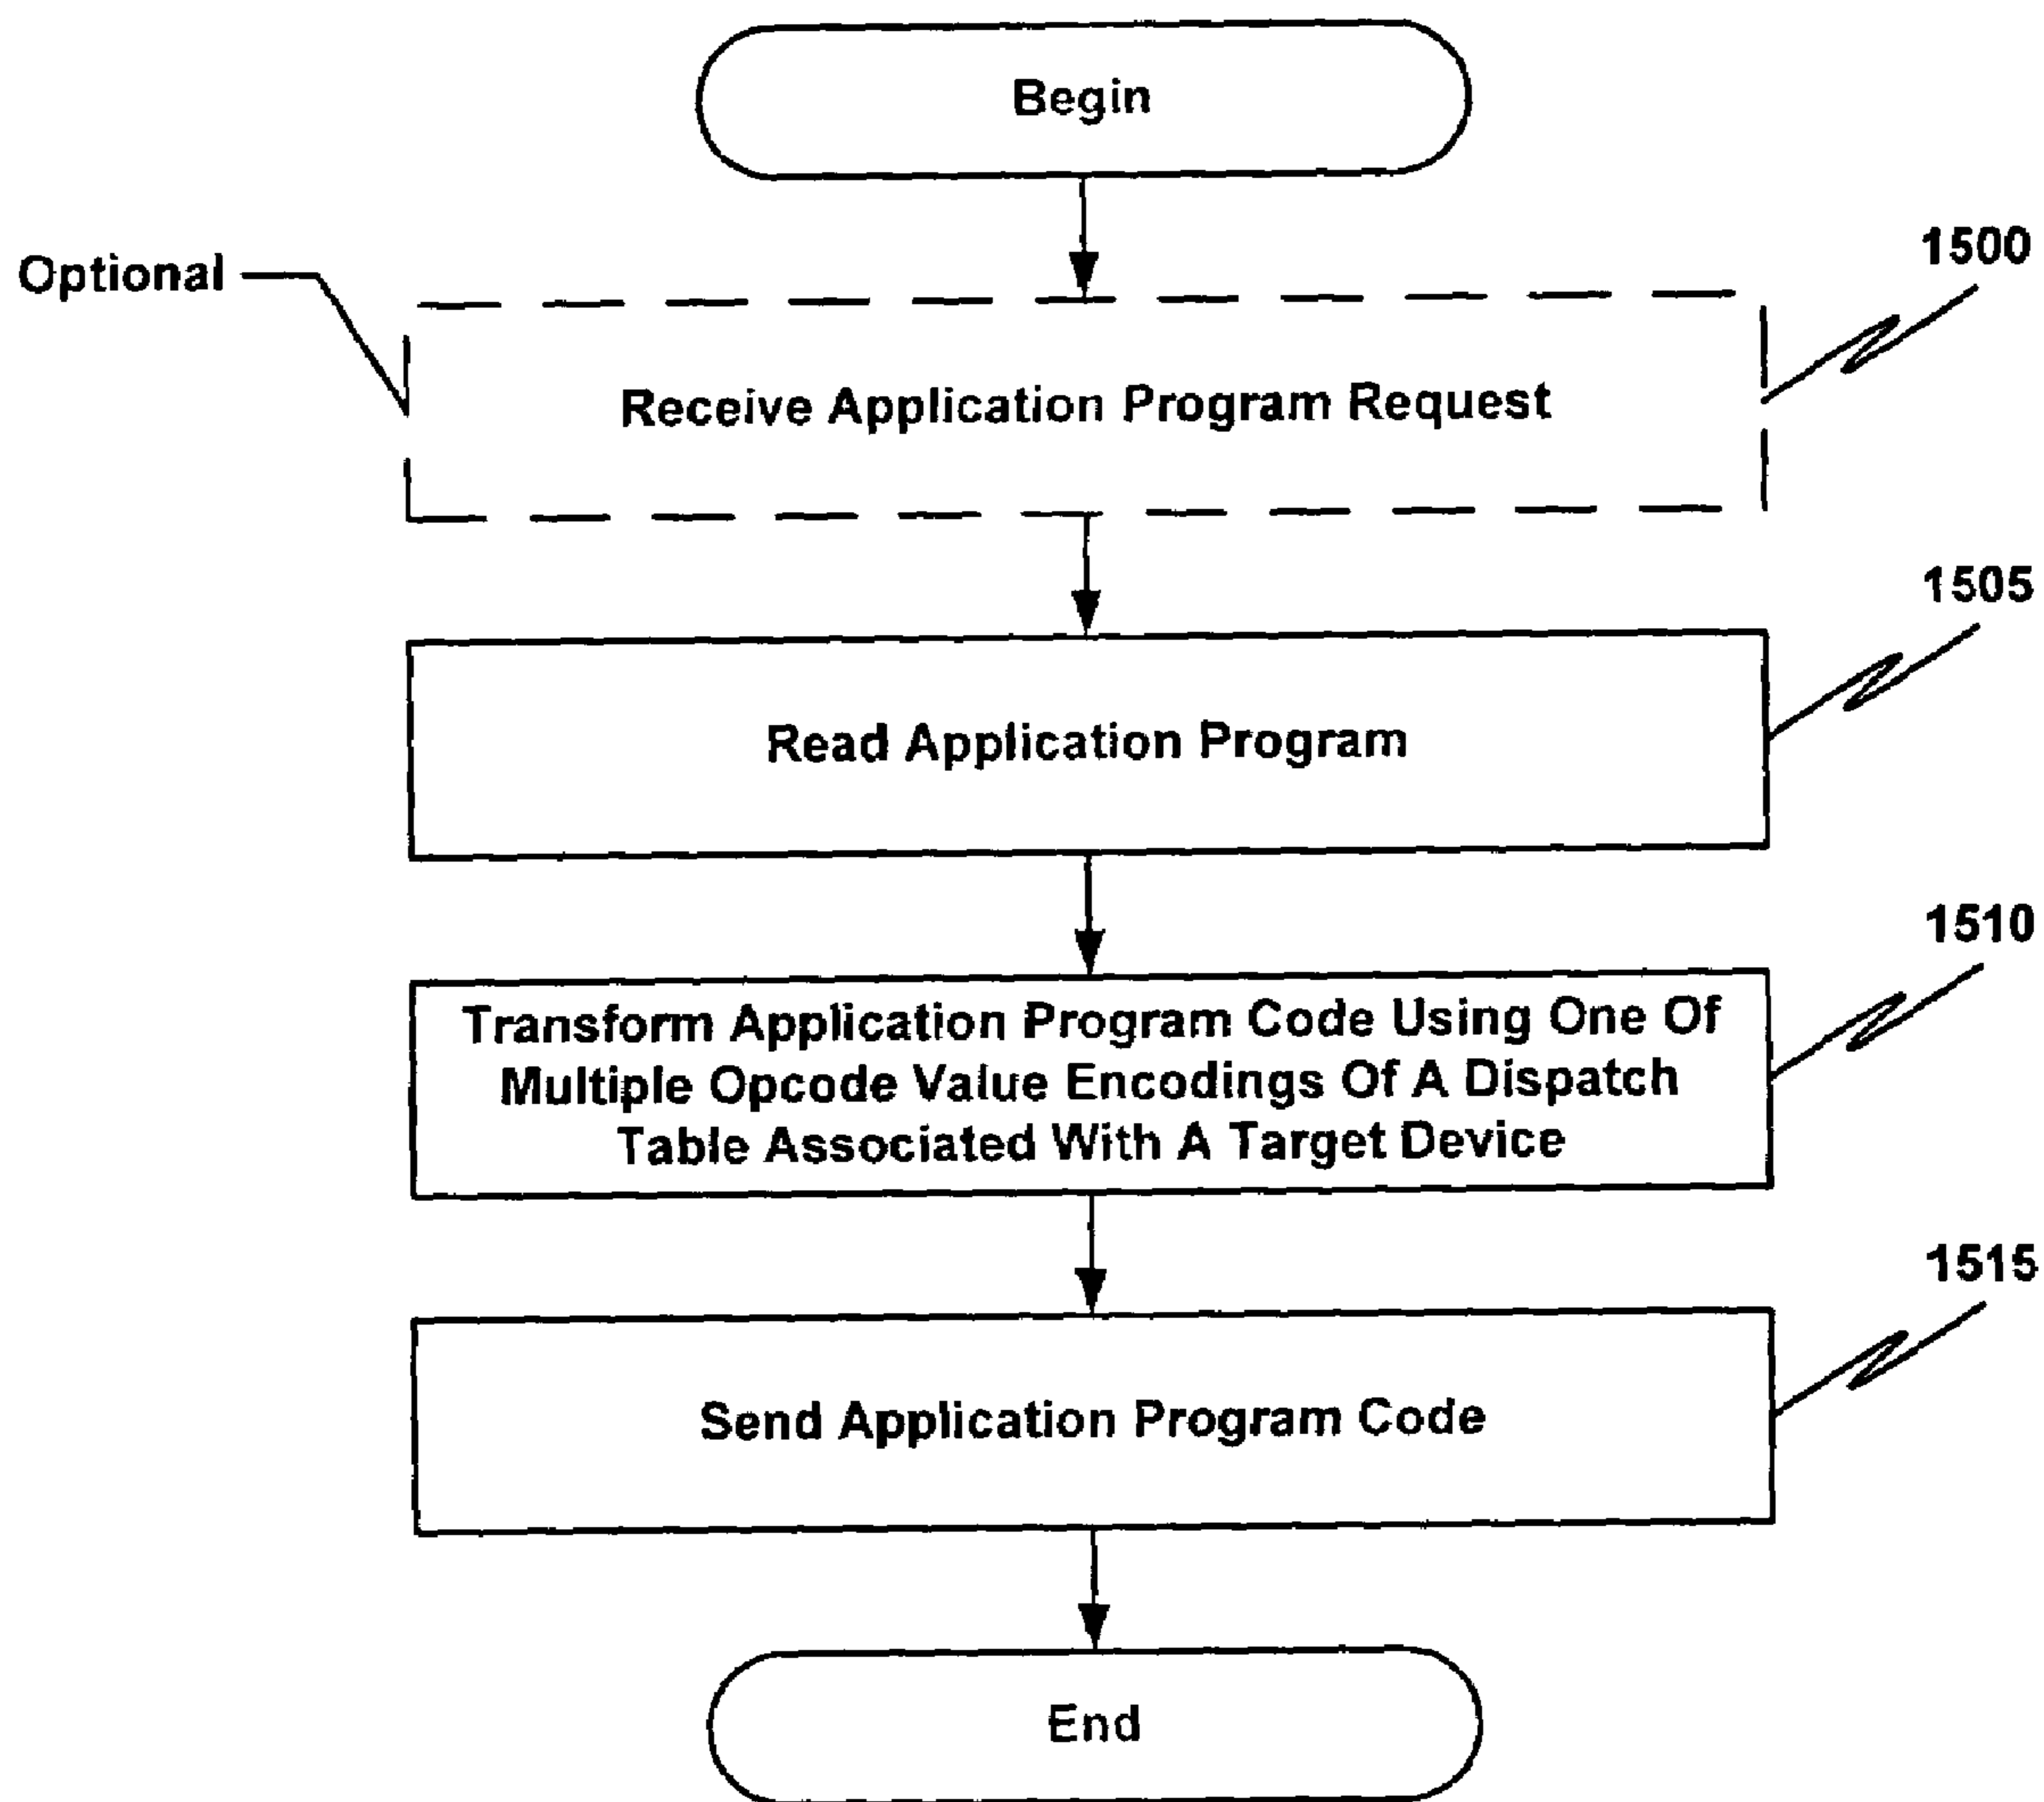 Begin
Optional
1500
Receive Application Program Request
1505
Read Application Program
1510
Transform Application Program Code Using One Of
Multiple Opcode Value Encodings Of A Dispatch
Table Associated With A Target Device
1515
Send Application Program Code
End